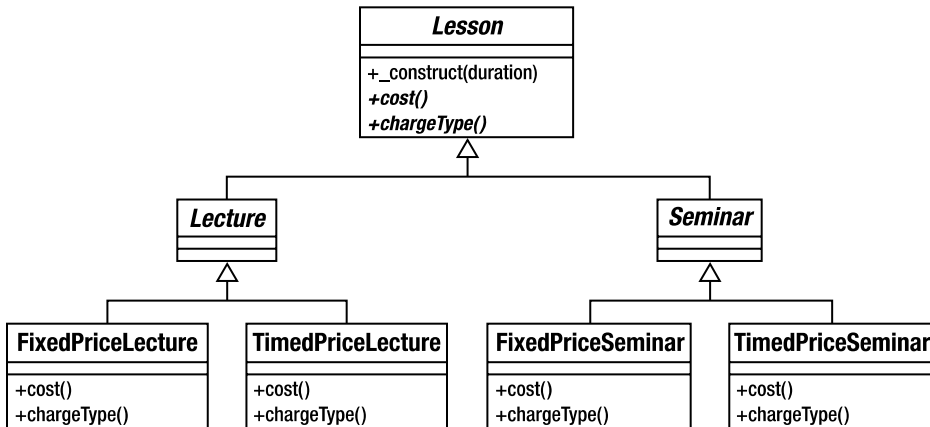 Lesson
+_construct(duration)
+cost()
+chargeType()
Lecture
Seminar
FixedPriceLecture
TimedPriceLecture
FixedPriceSeminar
TimedPriceSeminar
+cost()
+cost()
+cost()
+cost()
+chargeType()
+chargeType()
+chargeType()
+chargeType()